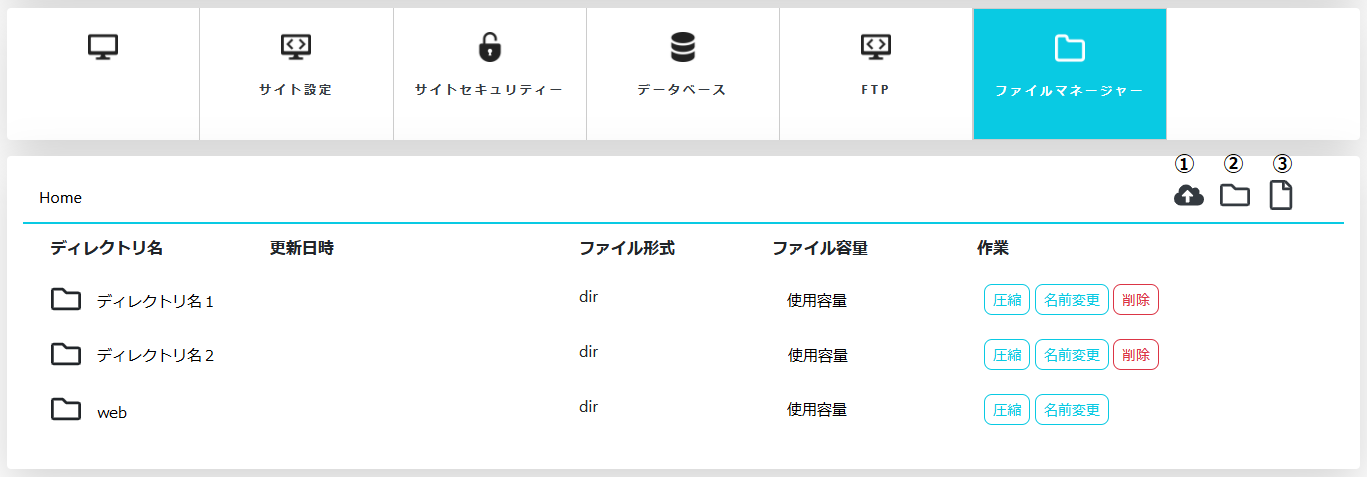 サイト設定
サイトセキュリティー
データベース
FTP
ファイルマネージャー
① ② ③
Home
ディレクトリ名 更新日時 ファイル形式 ファイル容量 作業
ディレクトリ名１ dir 使用容量 圧縮 名前変更 削除
ディレクトリ名２ dir 使用容量 圧縮 名前変更 削除
web dir 使用容量 圧縮 名前変更